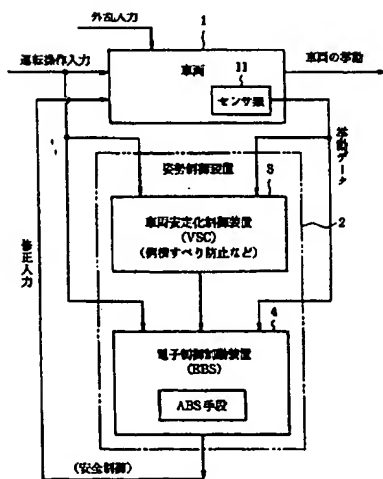 外乱入力
1
運転操作入力
車両
車両の挙動
11
センサ類
挙動データ
姿勢制御装置
3
車両安定化制御装置
(VSC)
(側横すべり防止など)
2
修正入力
4
電子制御制動装置
(EBS)
ABS手段
(安全制御)